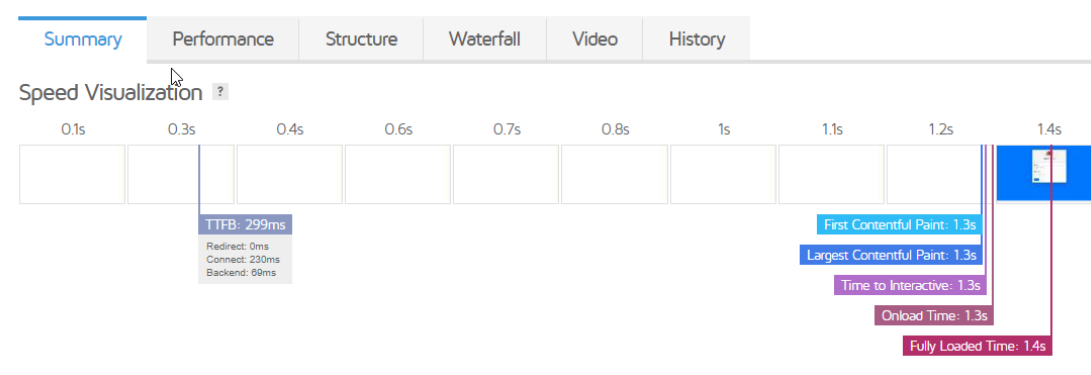 Summary Performance Structure Waterfall Video History
Speed Visualization ?
0.1s 0.3s 0.4s 0.6s 0.7s 0.8s 1s 1.1s 1.2s 1.4s
TTFB: 299ms
Redirect: 0ms
Connect: 230ms
Backend: 69ms
First Contentful Paint: 1.3s
Largest Contentful Paint: 1.3s
Time to Interactive: 1.3s
Onload Time: 1.3s
Fully Loaded Time: 1.4s